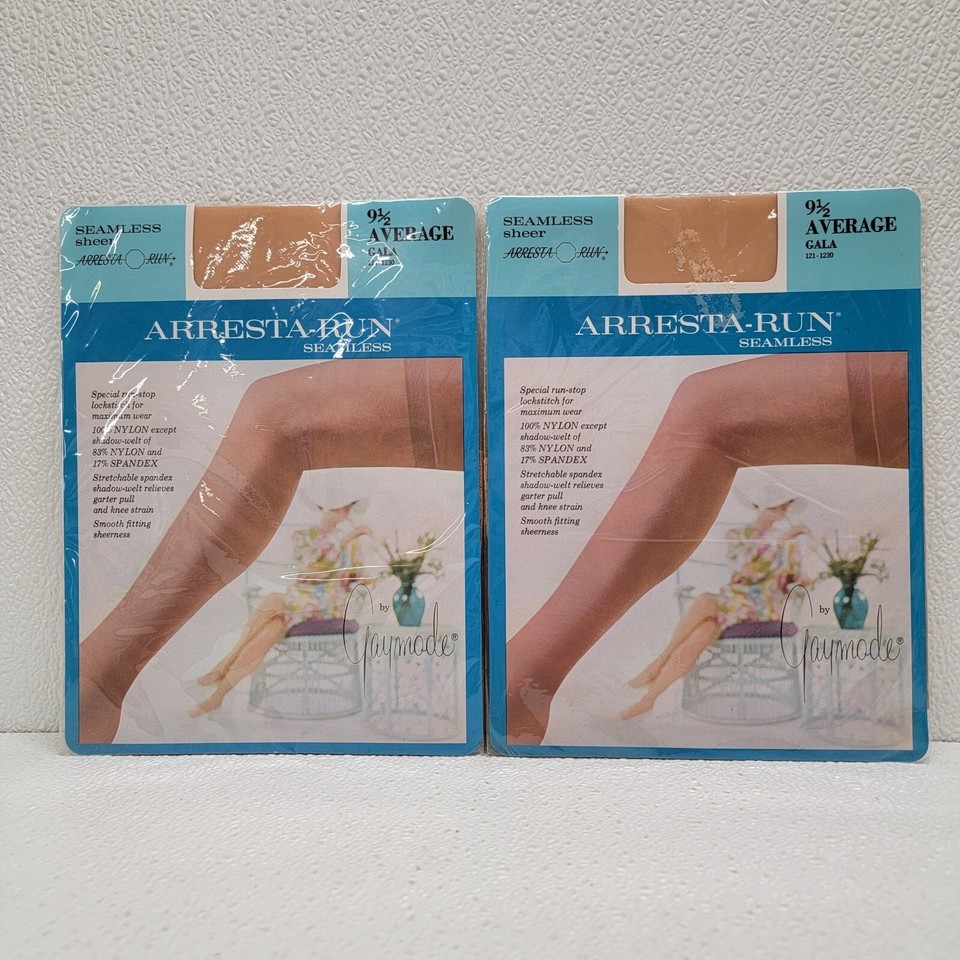 SEAMLESS
sheer
ARRESTA RUN®
9½
AVERAGE
GALA
121-1230
ARRESTA-RUN®
SEAMLESS
Special run-stop
lockstitch for
maximum wear
100% NYLON except
shadow-welt of
83% NYLON and
17% SPANDEX
Stretchable spandex
shadow-welt relieves
garter pull
and knee strain
Smooth fitting
sheerness
by
Gaymode®
SEAMLESS
sheer
ARRESTA RUN®
9½
AVERAGE
GALA
121-1230
ARRESTA-RUN®
SEAMLESS
Special run-stop
lockstitch for
maximum wear
100% NYLON except
shadow-welt of
83% NYLON and
17% SPANDEX
Stretchable spandex
shadow-welt relieves
garter pull
and knee strain
Smooth fitting
sheerness
by
Gaymode®